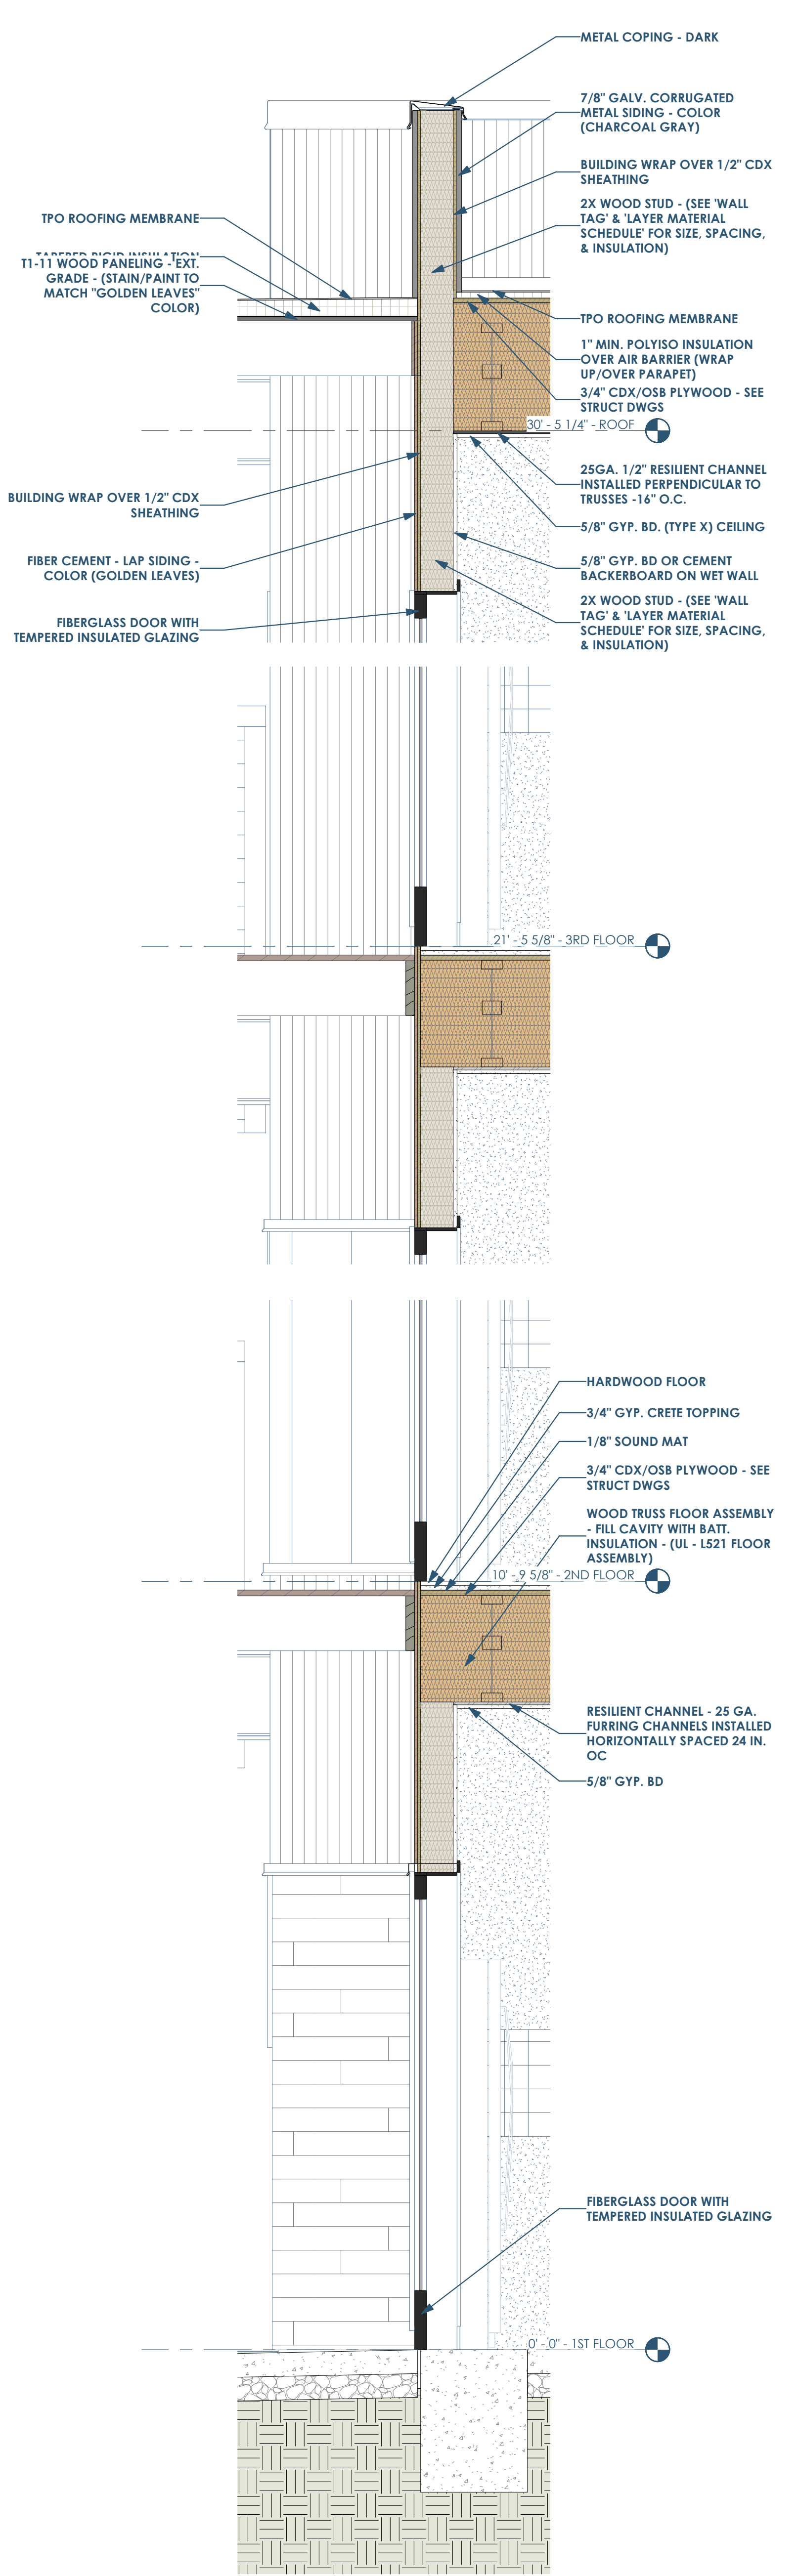 METAL COPING - DARK
7/8" GALV. CORRUGATED
METAL SIDING - COLOR
(CHARCOAL GRAY)
BUILDING WRAP OVER 1/2" CDX
SHEATHING
2X WOOD STUD - (SEE 'WALL
TAG' & 'LAYER MATERIAL
SCHEDULE' FOR SIZE, SPACING,
& INSULATION)
TPO ROOFING MEMBRANE
TAPERED RIGID INSULATION
T1-11 WOOD PANELING - EXT.
GRADE - (STAIN/PAINT TO
MATCH "GOLDEN LEAVES"
COLOR)
TPO ROOFING MEMBRANE
1" MIN. POLYISO INSULATION
OVER AIR BARRIER (WRAP
UP/OVER PARAPET)
3/4" CDX/OSB PLYWOOD - SEE
STRUCT DWGS
30' - 5 1/4" - ROOF
25GA. 1/2" RESILIENT CHANNEL
INSTALLED PERPENDICULAR TO
TRUSSES -16" O.C.
BUILDING WRAP OVER 1/2" CDX
SHEATHING
5/8" GYP. BD. (TYPE X) CEILING
FIBER CEMENT - LAP SIDING -
COLOR (GOLDEN LEAVES)
5/8" GYP. BD OR CEMENT
BACKERBOARD ON WET WALL
FIBERGLASS DOOR WITH
TEMPERED INSULATED GLAZING
2X WOOD STUD - (SEE 'WALL
TAG' & 'LAYER MATERIAL
SCHEDULE' FOR SIZE, SPACING,
& INSULATION)
21' - 5 5/8" - 3RD FLOOR
HARDWOOD FLOOR
3/4" GYP. CRETE TOPPING
1/8" SOUND MAT
3/4" CDX/OSB PLYWOOD - SEE
STRUCT DWGS
WOOD TRUSS FLOOR ASSEMBLY
- FILL CAVITY WITH BATT.
INSULATION - (UL - L521 FLOOR
ASSEMBLY)
10' - 9 5/8" - 2ND FLOOR
RESILIENT CHANNEL - 25 GA.
FURRING CHANNELS INSTALLED
HORIZONTALLY SPACED 24 IN.
OC
5/8" GYP. BD
FIBERGLASS DOOR WITH
TEMPERED INSULATED GLAZING
0' - 0" - 1ST FLOOR